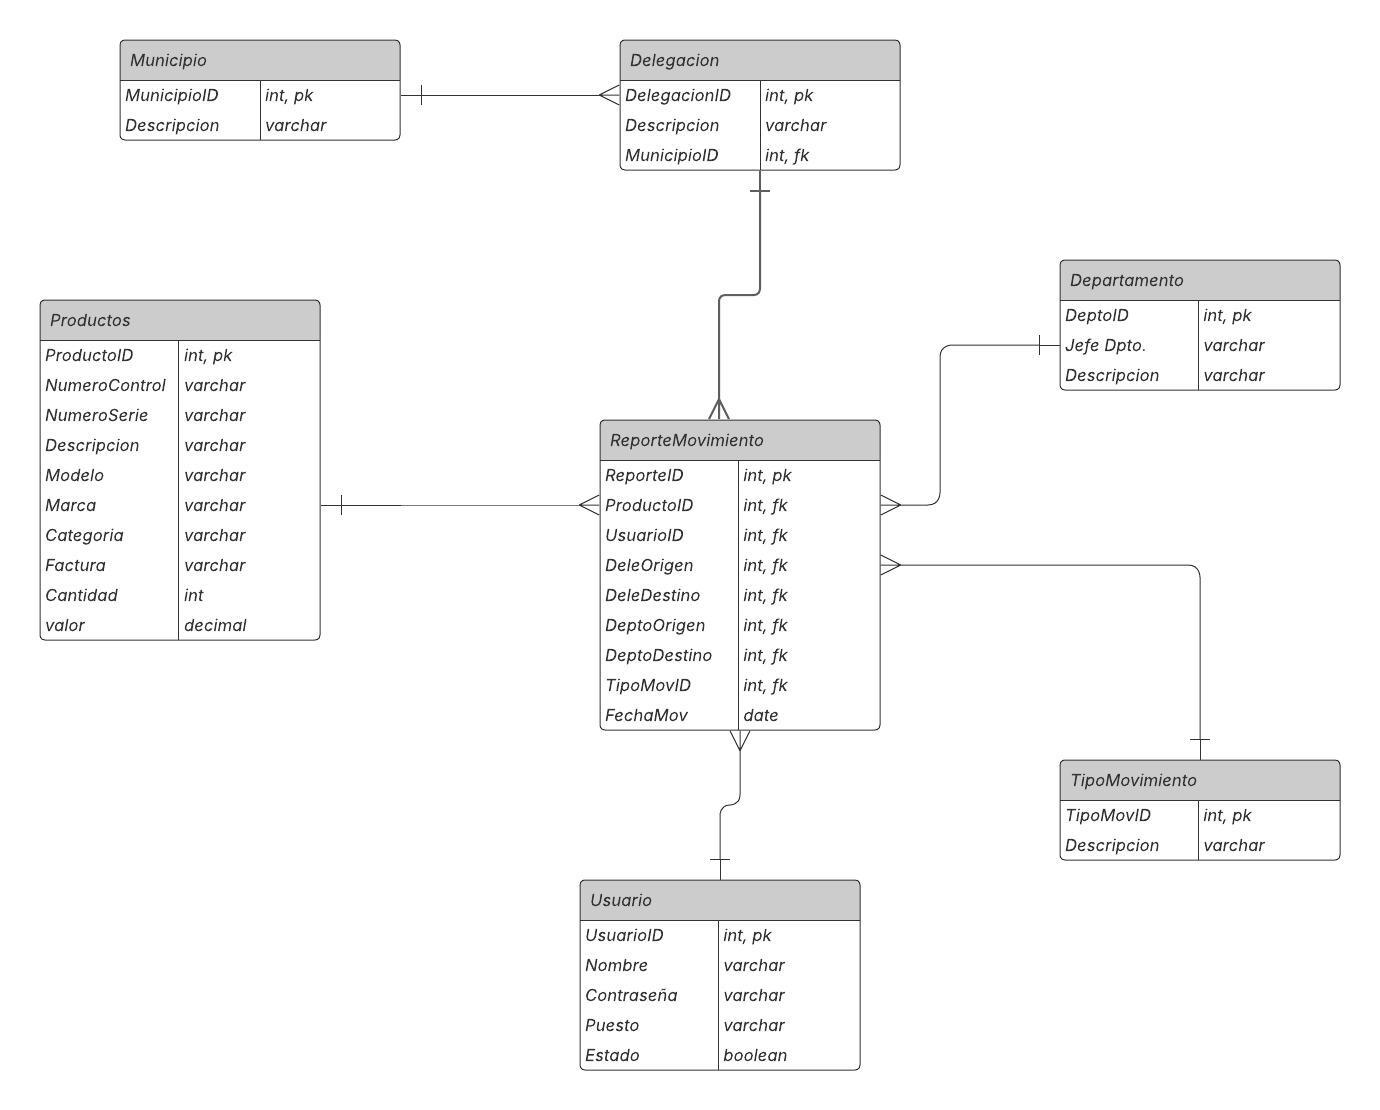 Municipio
MunicipioID int, pk
Descripcion varchar
Delegacion
DelegacionID int, pk
Descripcion varchar
MunicipioID int, fk
Productos
ProductoID int, pk
NumeroControl varchar
NumeroSerie varchar
Descripcion varchar
Modelo varchar
Marca varchar
Categoria varchar
Factura varchar
Cantidad int
valor decimal
Departamento
DeptoID int, pk
Jefe Dpto. varchar
Descripcion varchar
ReporteMovimiento
ReporteID int, pk
ProductoID int, fk
UsuarioID int, fk
DeleOrigen int, fk
DeleDestino int, fk
DeptoOrigen int, fk
DeptoDestino int, fk
TipoMovID int, fk
FechaMov date
TipoMovimiento
TipoMovID int, pk
Descripcion varchar
Usuario
UsuarioID int, pk
Nombre varchar
Contraseña varchar
Puesto varchar
Estado boolean